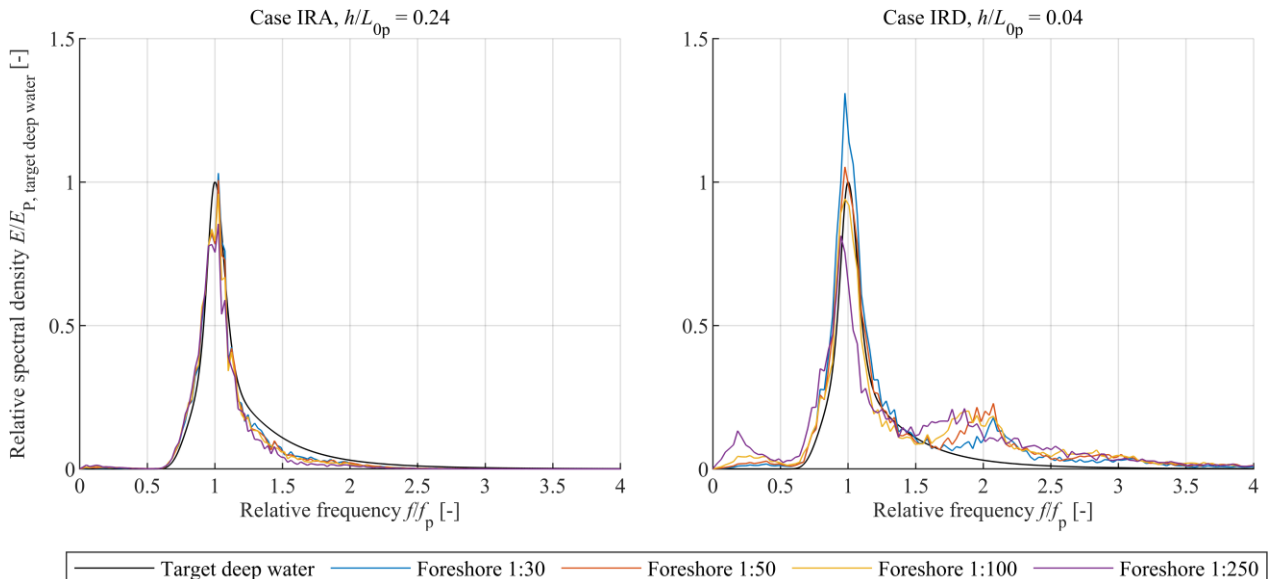 Case IRA, h/L0p = 0.24
Case IRD, h/L0p = 0.04
Relative spectral density E/EP, target deep water [-]
1.5
1
0.5
0
0 0.5 1 1.5 2 2.5 3 3.5 4
Relative frequency f/fp [-]
1.5
1
0.5
0
0 0.5 1 1.5 2 2.5 3 3.5 4
Relative frequency f/fp [-]
Target deep water Foreshore 1:30 Foreshore 1:50 Foreshore 1:100 Foreshore 1:250